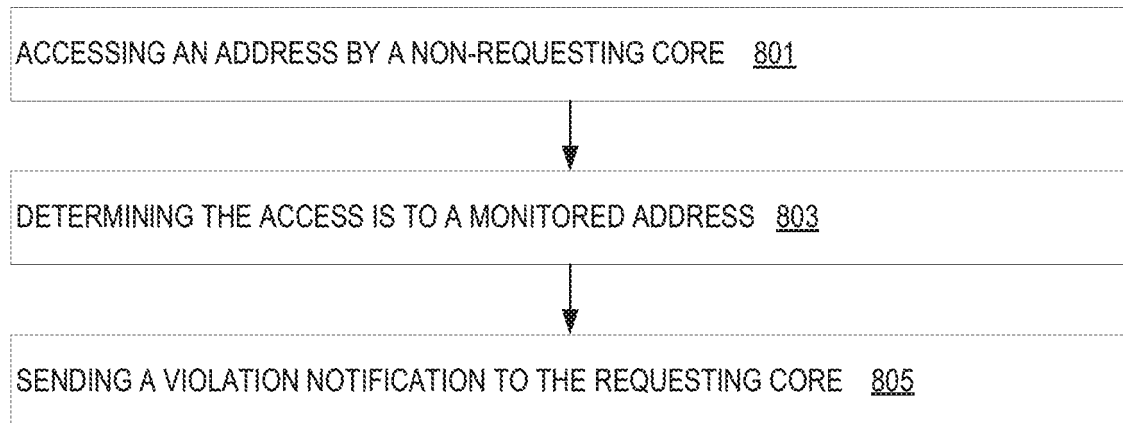 ACCESSING AN ADDRESS BY A NON-REQUESTING CORE 801
DETERMINING THE ACCESS IS TO A MONITORED ADDRESS 803
SENDING A VIOLATION NOTIFICATION TO THE REQUESTING CORE 805